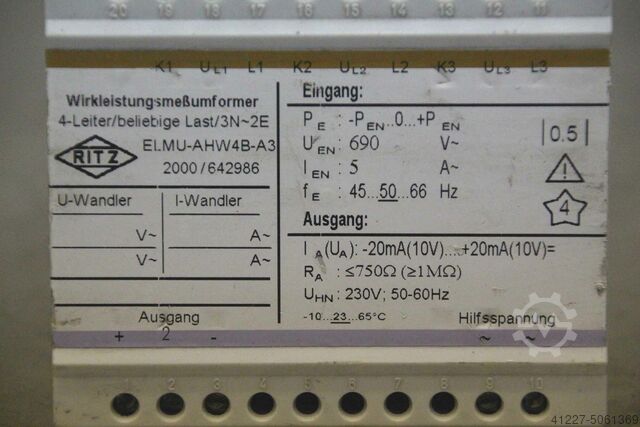 20 19 18 17 16 15 14 13 12 11
K1 UL1 L1 K2 UL2 L2 K3 UL3 L3
Wirkleistungsmeßumformer
4-Leiter/beliebige Last/3N~2E
RITZ
ELMU-AHW4B-A3
2000/642986
U-Wandler I-Wandler
V~ A~
V~ A~
Ausgang
+ 2 -
Eingang:
PE : -PEN...0...+PEN
UEN : 690 V~
IEN : 5 A~
fE : 45...50...66 Hz
0.5
4
Ausgang:
IA(UA): -20mA(10V)....+20mA(10V)=
RA : ≤750Ω (≥1MΩ)
UHN : 230V; 50-60Hz
-10...23...65°C Hilfsspannung
~ ~
1 2 3 4 5 6 7 8 9 10
41227-5061369